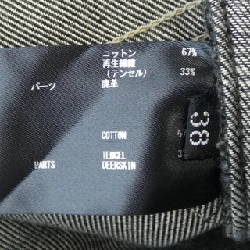 コットン 67%
再生繊維
(テンセル) 33%
パーツ 鹿革
38
COTTON
TENCEL
PARTS DEERSKIN